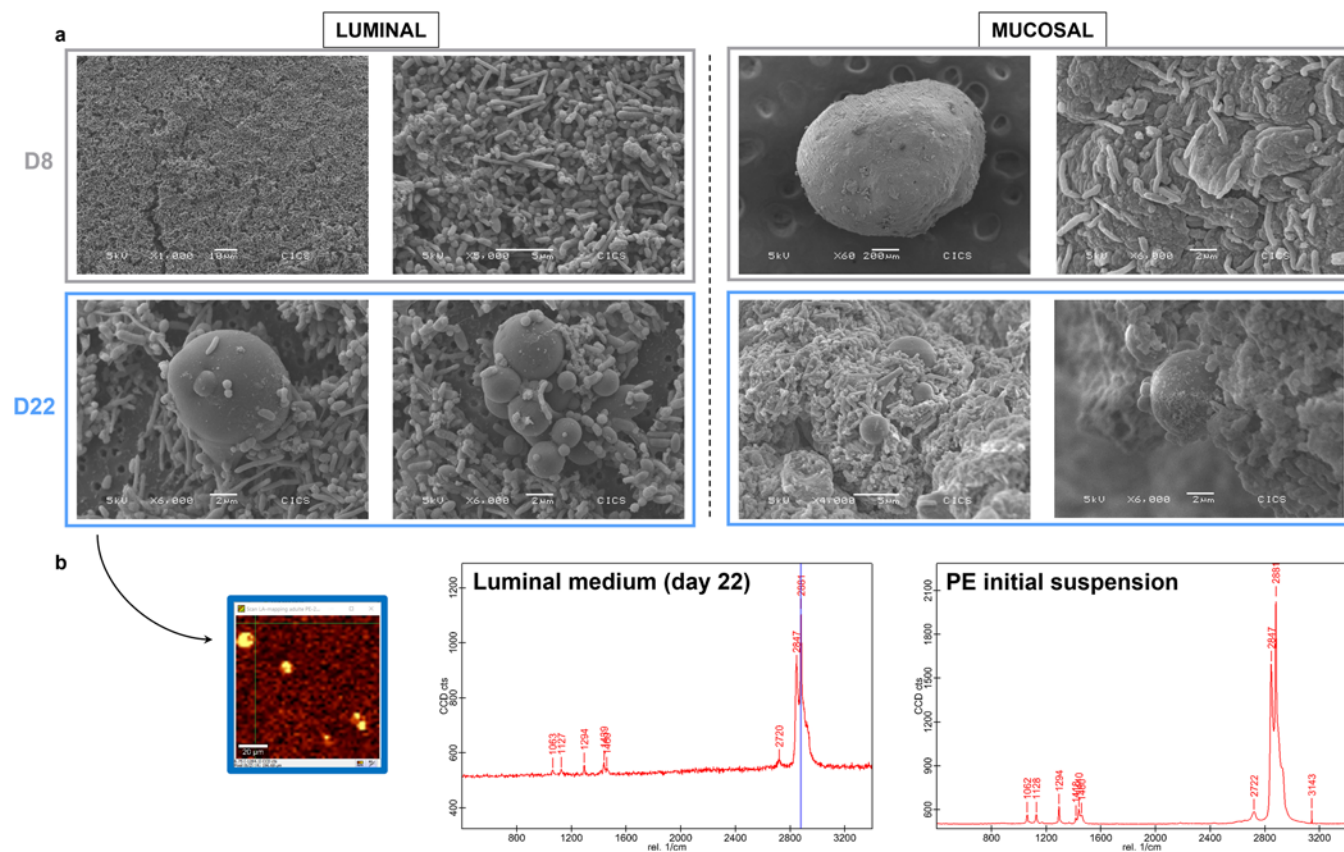 LUMINAL
MUCOSAL
a
D8
5kV X1,000 10µm CICS
5kV X5,000 5µm CICS
5kV X60 200µm CICS
5kV X6,000 2µm CICS
D22
5kV X6,000 2µm CICS
5kV X6,000 2µm CICS
5kV X4,000 5µm CICS
5kV X6,000 2µm CICS
b
20 µm
Luminal medium (day 22)
CCD cts
1200
1000
800
600
400
1063
1127
1294
2720
2847
800 1200 1600 2000 2400 2800 3200
rel. 1/cm
PE initial suspension
CCD cts
2100
1800
1500
1200
900
600
1062
1128
1294
2722
2847
2881
3143
800 1200 1600 2000 2400 2800 3200
rel. 1/cm